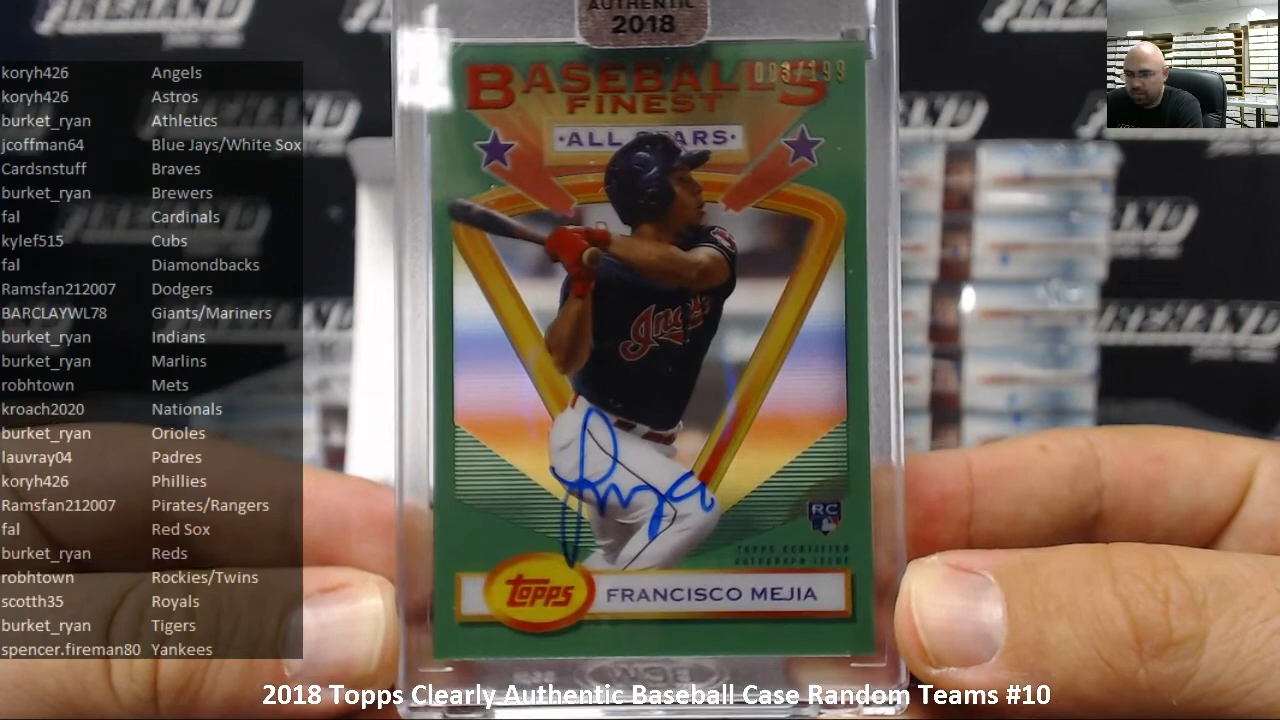 koryh426 Angels
koryh426 Astros
burket_ryan Athletics
jcoffman64 Blue Jays/White Sox
Cardsnstuff Braves
burket_ryan Brewers
fal Cardinals
kylef515 Cubs
fal Diamondbacks
Ramsfan212007 Dodgers
BARCLAYWL78 Giants/Mariners
burket_ryan Indians
burket_ryan Marlins
robhtown Mets
kroach2020 Nationals
burket_ryan Orioles
lauvray04 Padres
koryh426 Phillies
Ramsfan212007 Pirates/Rangers
fal Red Sox
burket_ryan Reds
robhtown Rockies/Twins
scotth35 Royals
burket_ryan Tigers
spencer.fireman80 Yankees
AUTHENTIC
2018
BASEBALL'S
FINEST
·ALL STARS·
RC
TOPPS CERTIFIED
AUTOGRAPH ISSUE
Topps FRANCISCO MEJIA
2018 Topps Clearly Authentic Baseball Case Random Teams #10